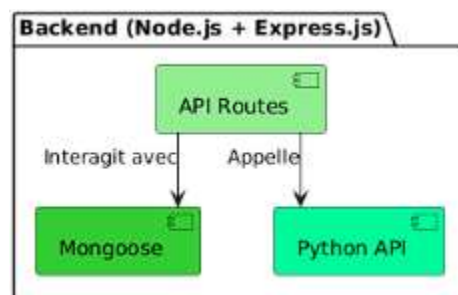 Backend (Node.js + Express.js)
API Routes
Interagit avec
Appelle
Mongoose
Python API